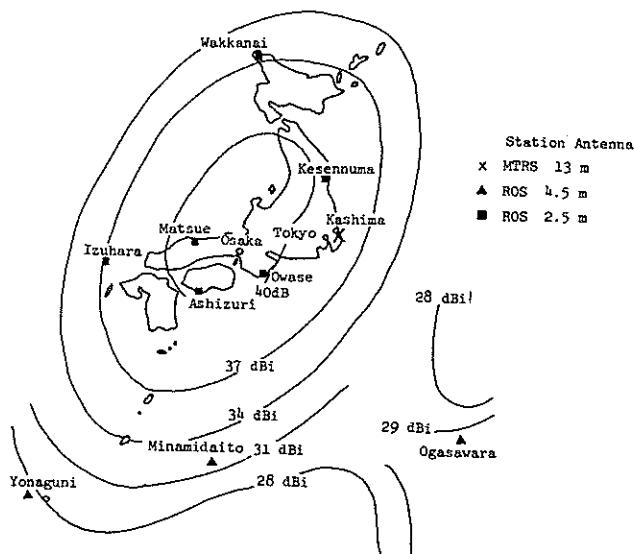 Wakkanai
Station Antenna
x MTRS 13 m
▲ ROS 4.5 m
■ ROS 2.5 m
Kesennuma
Kashima
Tokyo
Matsue
Osaka
Izuhara
Owase
40dB
Ashizuri
28 dBi
37 dBi
34 dBi
29 dBi
Ogasawara
Minamidaito
31 dBi
28 dBi
Yonaguni